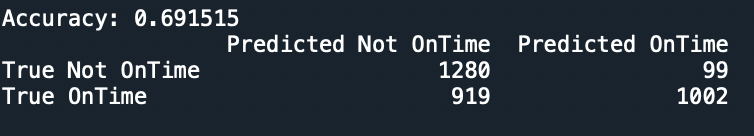 Accuracy: 0.691515
Predicted Not OnTime Predicted OnTime
True Not OnTime 1280 99
True OnTime 919 1002